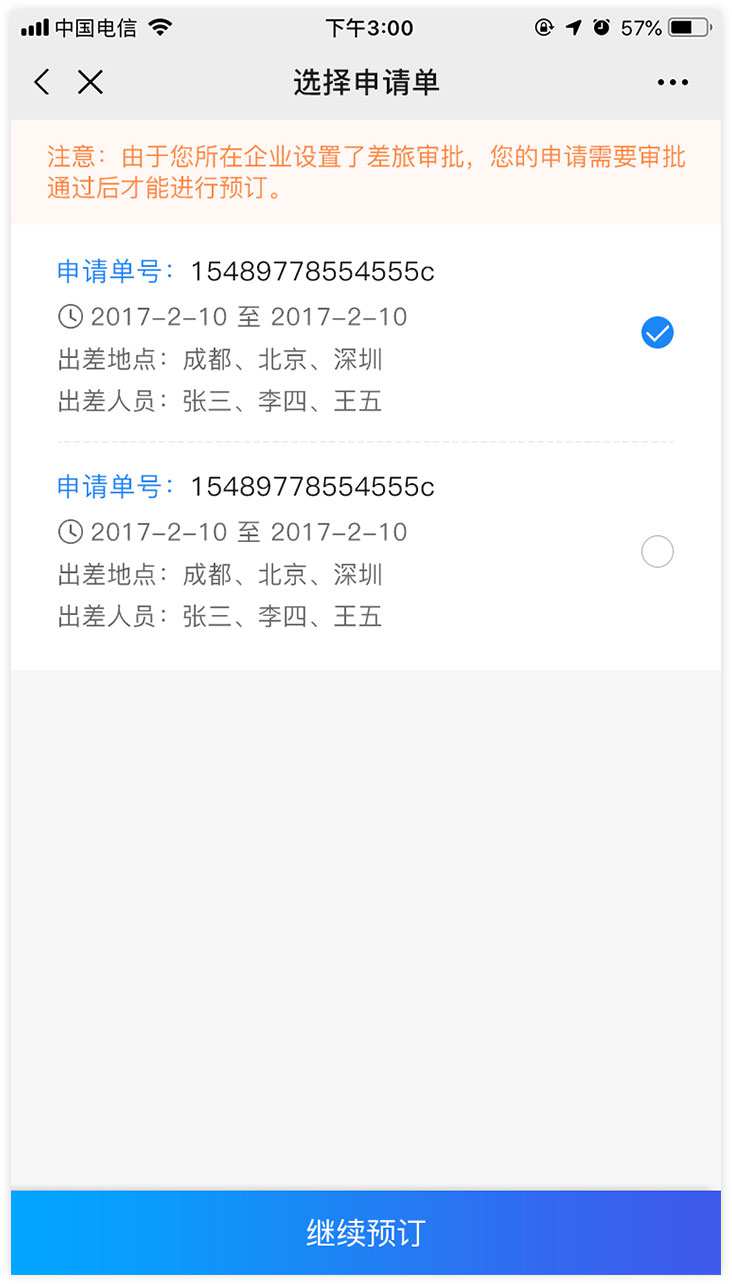 中国电信 下午3:00 57%
选择申请单
注意：由于您所在企业设置了差旅审批，您的申请需要审批
通过后才能进行预订。
申请单号：15489778554555c
2017-2-10 至 2017-2-10
出差地点：成都、北京、深圳
出差人员：张三、李四、王五
申请单号：15489778554555c
2017-2-10 至 2017-2-10
出差地点：成都、北京、深圳
出差人员：张三、李四、王五
继续预订